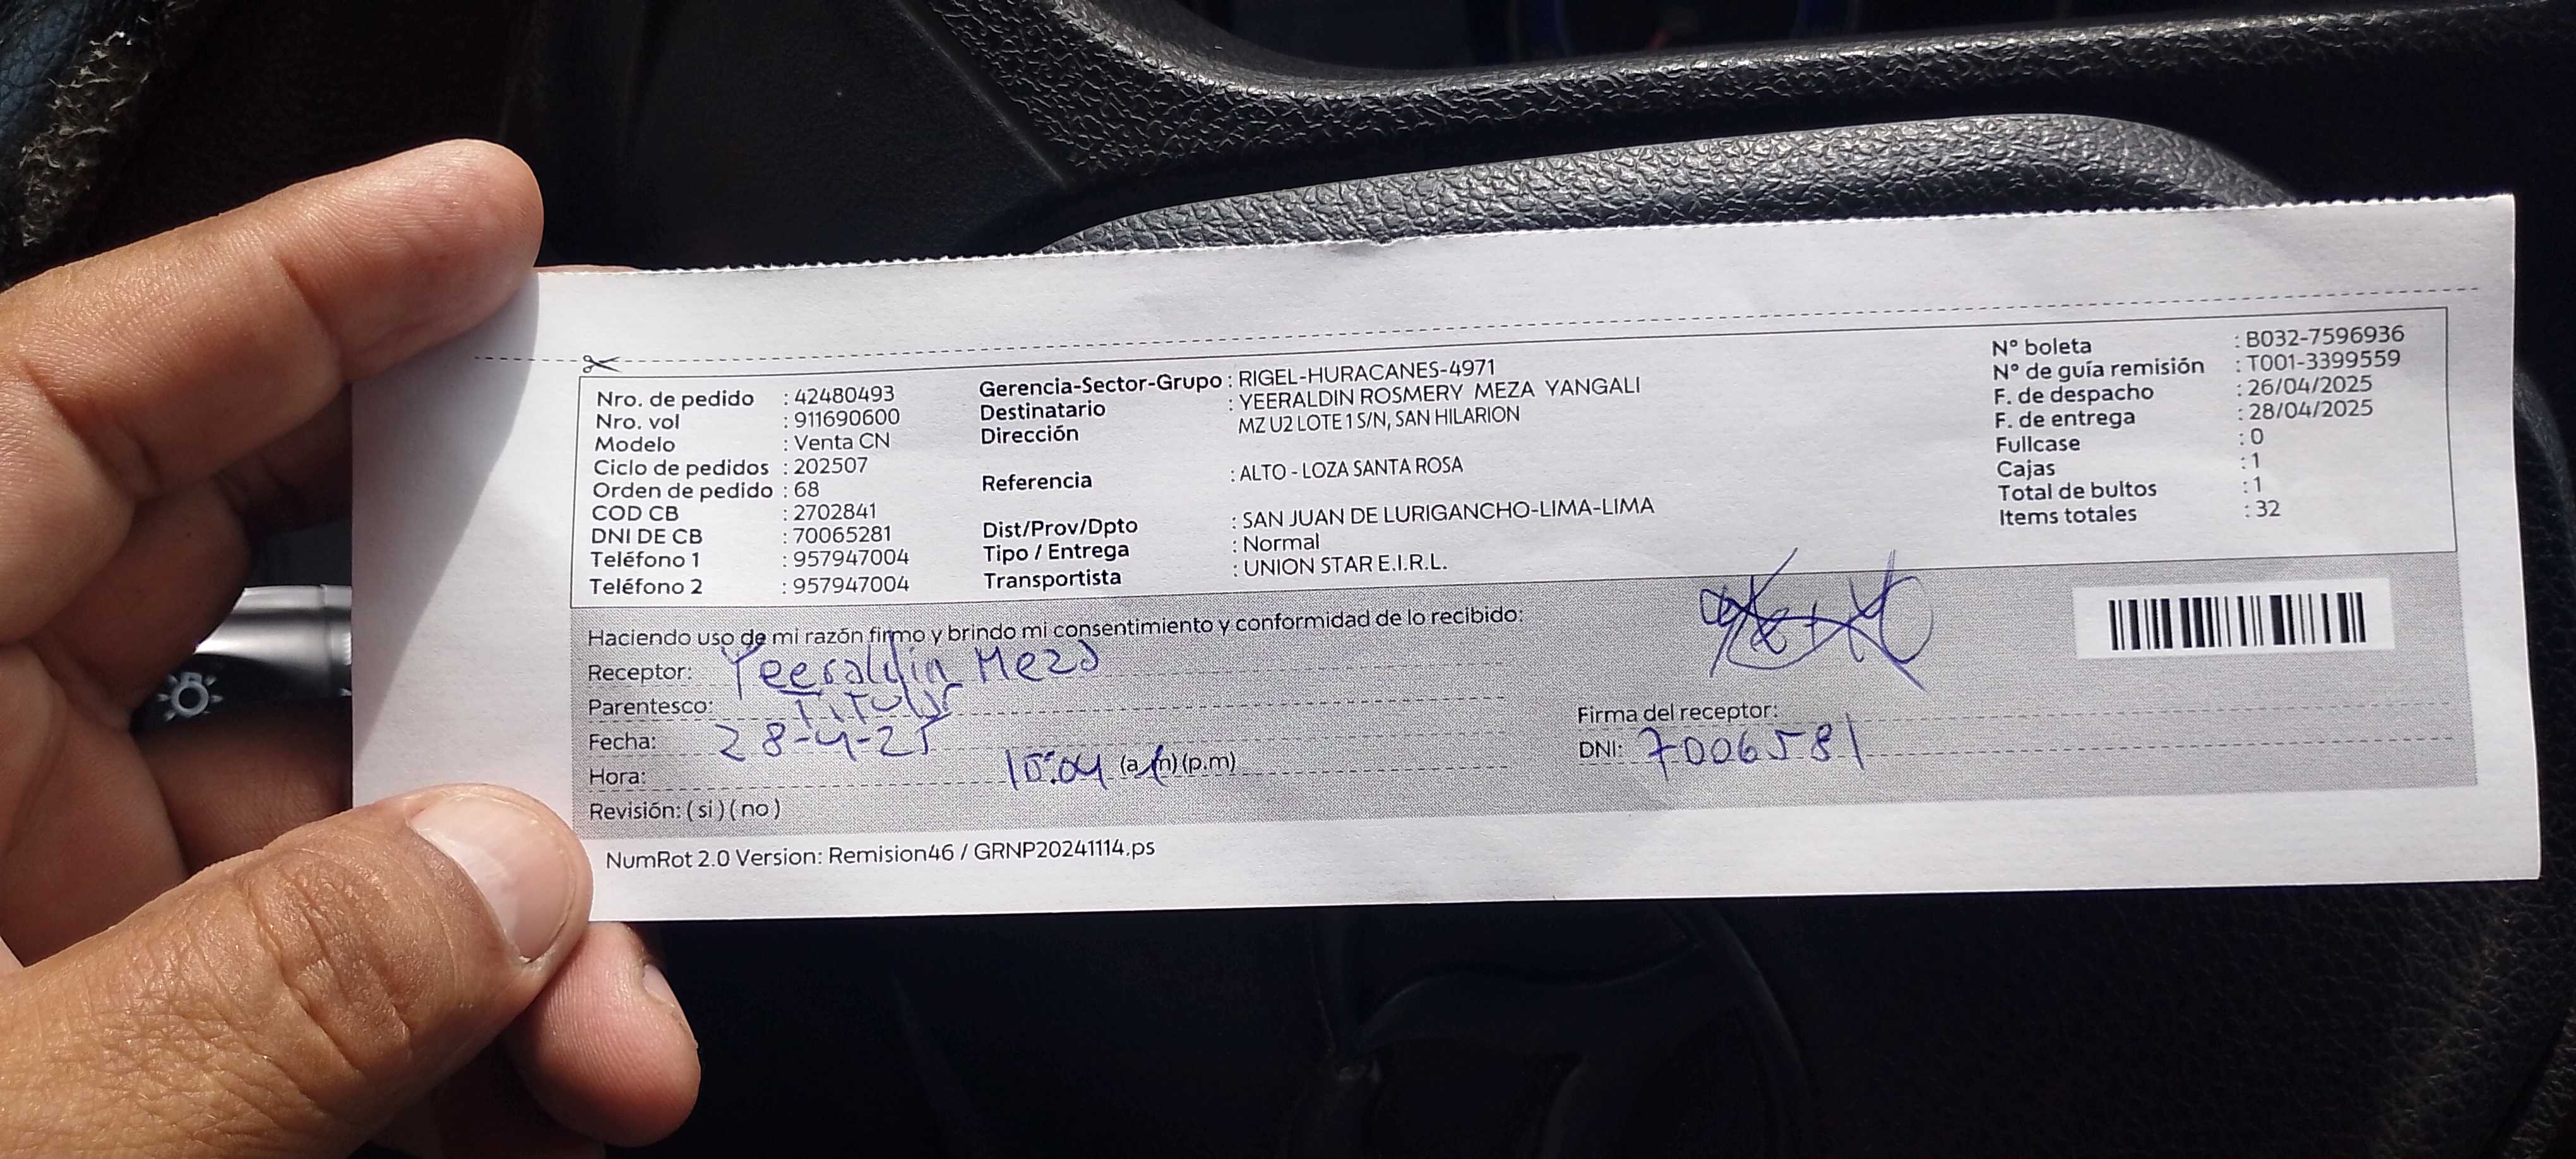 Nro. de pedido : 42480493
Nro. vol : 911690600
Modelo : Venta CN
Ciclo de pedidos : 202507
Orden de pedido : 68
COD CB : 2702841
DNI DE CB : 70065281
Teléfono 1 : 957947004
Teléfono 2 : 957947004
Gerencia-Sector-Grupo : RIGEL-HURACANES-4971
Destinatario : YEERALDIN ROSMERY MEZA YANGALI
Dirección MZ U2 LOTE 1 S/N, SAN HILARION
Referencia : ALTO - LOZA SANTA ROSA
Dist/Prov/Dpto : SAN JUAN DE LURIGANCHO-LIMA-LIMA
Tipo / Entrega : Normal
Transportista : UNION STAR E.I.R.L.
N° boleta : B032-7596936
N° de guía remisión : T001-3399559
F. de despacho : 26/04/2025
F. de entrega : 28/04/2025
Fullcase : 0
Cajas : 1
Total de bultos : 1
Items totales : 32
Haciendo uso de mi razón firmo y brindo mi consentimiento y conformidad de lo recibido:
Receptor: Yeeraldin Meza
Parentesco: Titular
Fecha: 28-4-25
Hora: 10:04 (a.m) (p.m)
Revisión: ( si ) ( no )
Firma del receptor:
DNI: 7006581
NumRot 2.0 Version: Remision46 / GRNP20241114.ps